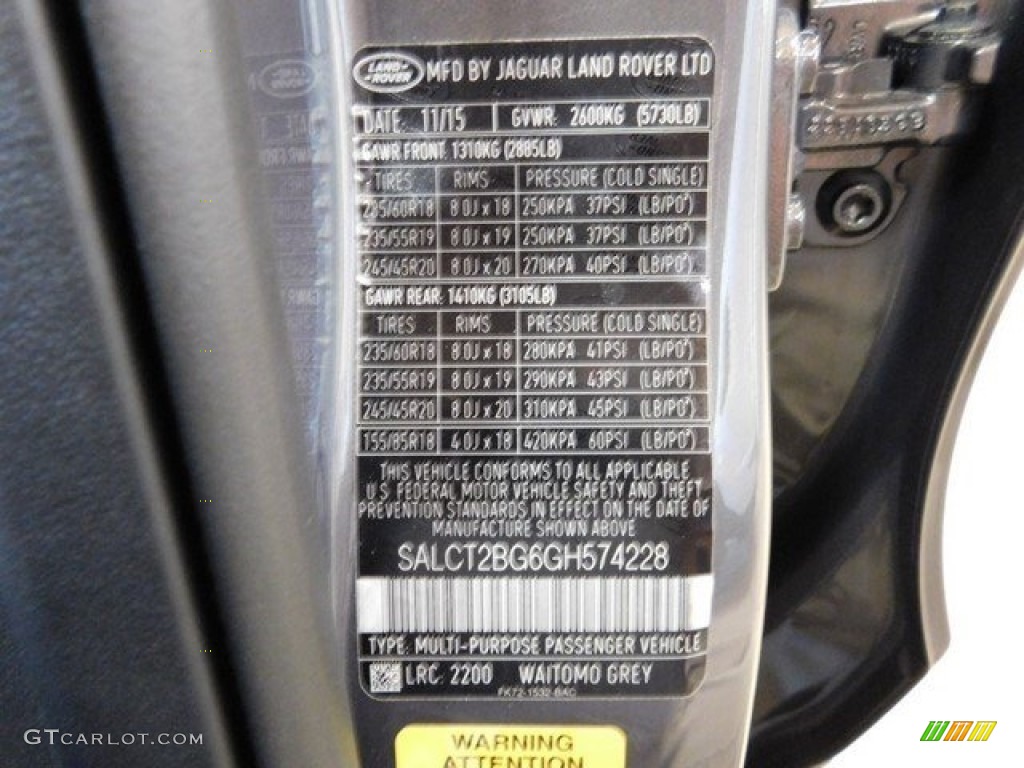 LAND ROVER MFD BY JAGUAR LAND ROVER LTD
DATE: 11/15 GVWR: 2600KG (5730LB)
GAWR FRONT: 1310KG (2885LB)
TIRES RIMS PRESSURE (COLD SINGLE)
235/60R18 8.0J x 18 250KPA 37PSI (LB/PO²)
235/55R19 8.0J x 19 250KPA 37PSI (LB/PO²)
245/45R20 8.0J x 20 270KPA 40PSI (LB/PO²)
GAWR REAR: 1410KG (3105LB)
TIRES RIMS PRESSURE (COLD SINGLE)
235/60R18 8.0J x 18 280KPA 41PSI (LB/PO²)
235/55R19 8.0J x 19 290KPA 43PSI (LB/PO²)
245/45R20 8.0J x 20 310KPA 45PSI (LB/PO²)
155/85R18 4.0J x 18 420KPA 60PSI (LB/PO²)
THIS VEHICLE CONFORMS TO ALL APPLICABLE
U.S. FEDERAL MOTOR VEHICLE SAFETY AND THEFT
PREVENTION STANDARDS IN EFFECT ON THE DATE OF
MANUFACTURE SHOWN ABOVE
SALCT2BG6GH574228
TYPE: MULTI-PURPOSE PASSENGER VEHICLE
LRC: 2200 WAITOMO GREY
FK72-1532-BAC
WARNING
ATTENTION
GTCARLOT.COM